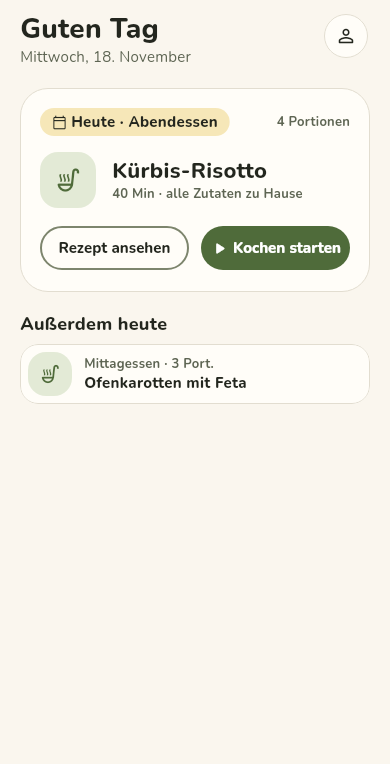 Guten Tag
Mittwoch, 18. November
Heute · Abendessen
4 Portionen
Kürbis-Risotto
40 Min · alle Zutaten zu Hause
Rezept ansehen
Kochen starten
Außerdem heute
Mittagessen · 3 Port.
Ofenkarotten mit Feta